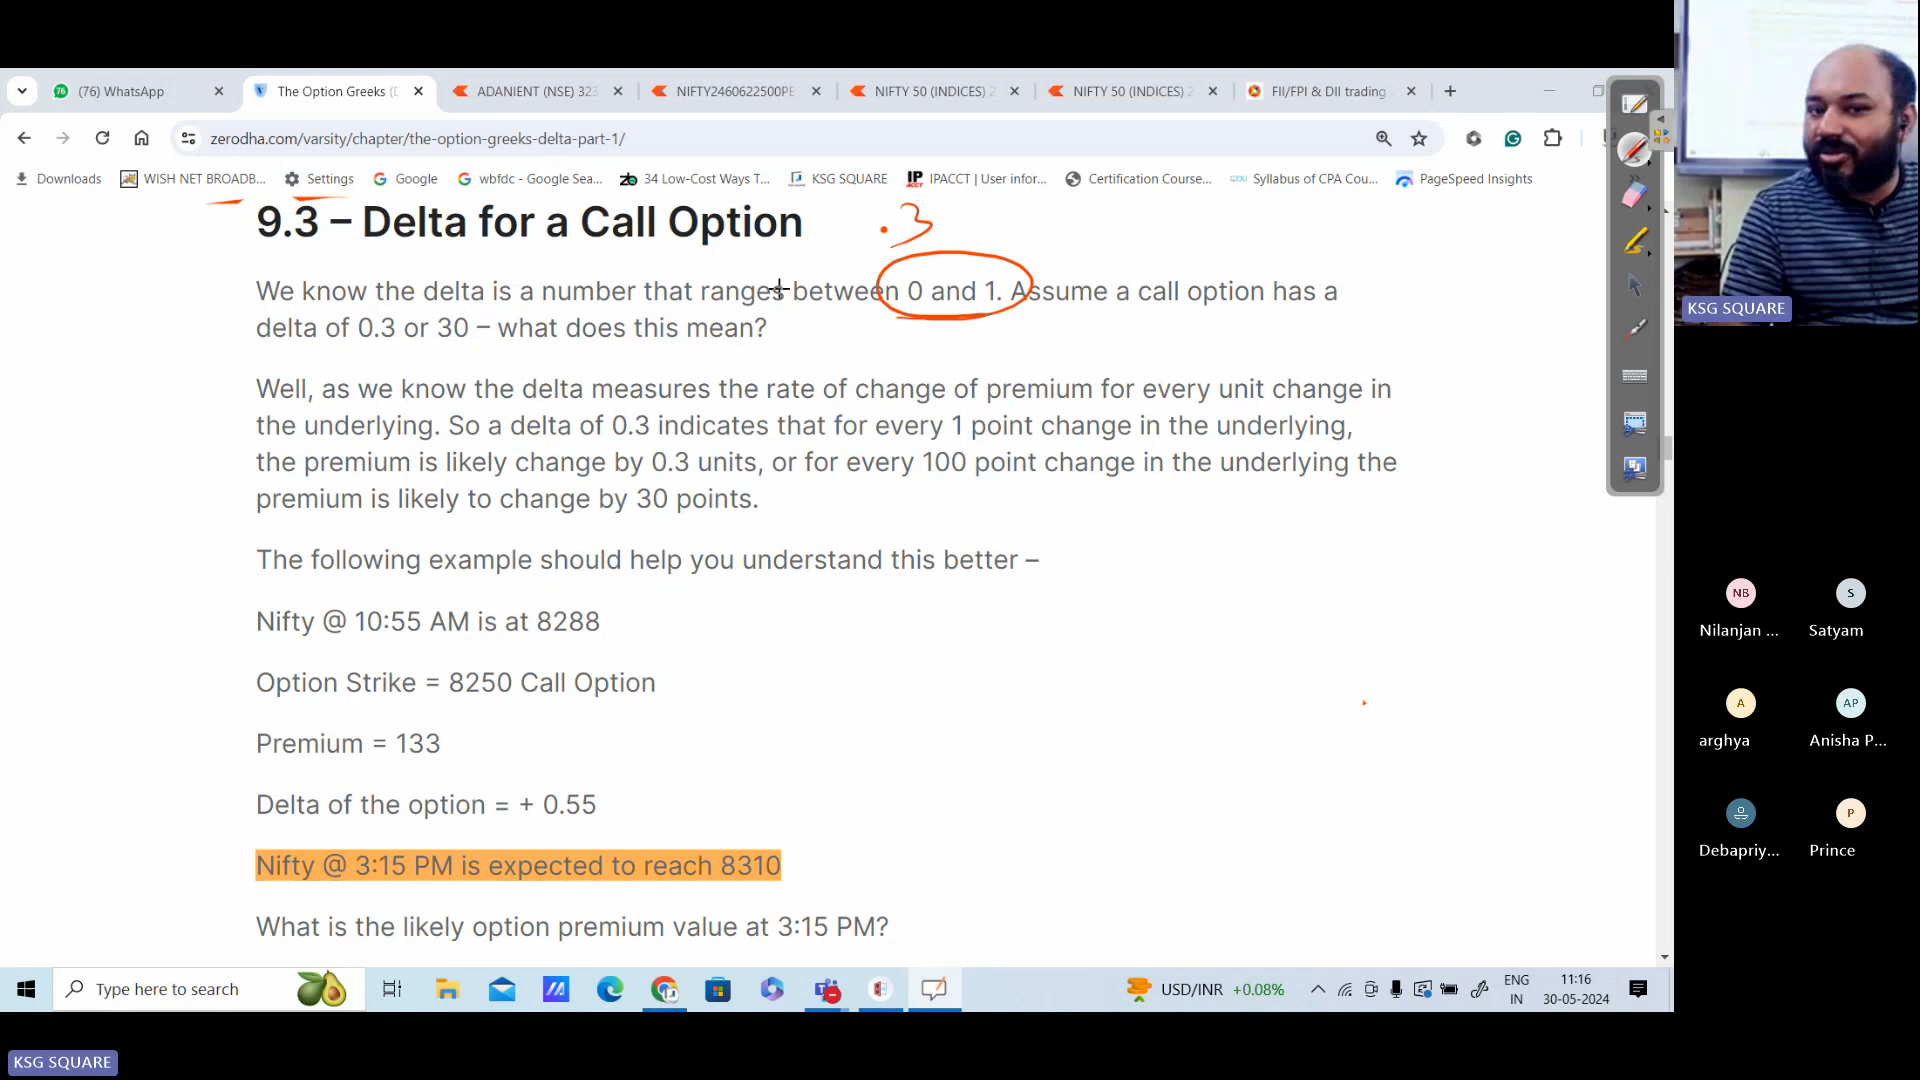 (76) WhatsApp
The Option Greeks (D
ADANIENT (NSE) 323
NIFTY2460622500PE
NIFTY 50 (INDICES) 2
NIFTY 50 (INDICES) 2
FII/FPI & DII trading
zerodha.com/varsity/chapter/the-option-greeks-delta-part-1/
Downloads
WISH NET BROADB...
Settings
Google
wbfdc - Google Sea...
34 Low-Cost Ways T...
KSG SQUARE
IPACCT | User infor...
Certification Course...
Syllabus of CPA Cou...
PageSpeed Insights
9.3 – Delta for a Call Option
.3
We know the delta is a number that ranges between 0 and 1. Assume a call option has a
delta of 0.3 or 30 – what does this mean?
Well, as we know the delta measures the rate of change of premium for every unit change in
the underlying. So a delta of 0.3 indicates that for every 1 point change in the underlying,
the premium is likely change by 0.3 units, or for every 100 point change in the underlying the
premium is likely to change by 30 points.
The following example should help you understand this better –
Nifty @ 10:55 AM is at 8288
Option Strike = 8250 Call Option
Premium = 133
Delta of the option = + 0.55
Nifty @ 3:15 PM is expected to reach 8310
What is the likely option premium value at 3:15 PM?
Type here to search
USD/INR +0.08%
ENG
IN
11:16
30-05-2024
KSG SQUARE
NB
Nilanjan ...
S
Satyam
A
arghya
AP
Anisha P...
Debapriy...
P
Prince
KSG SQUARE